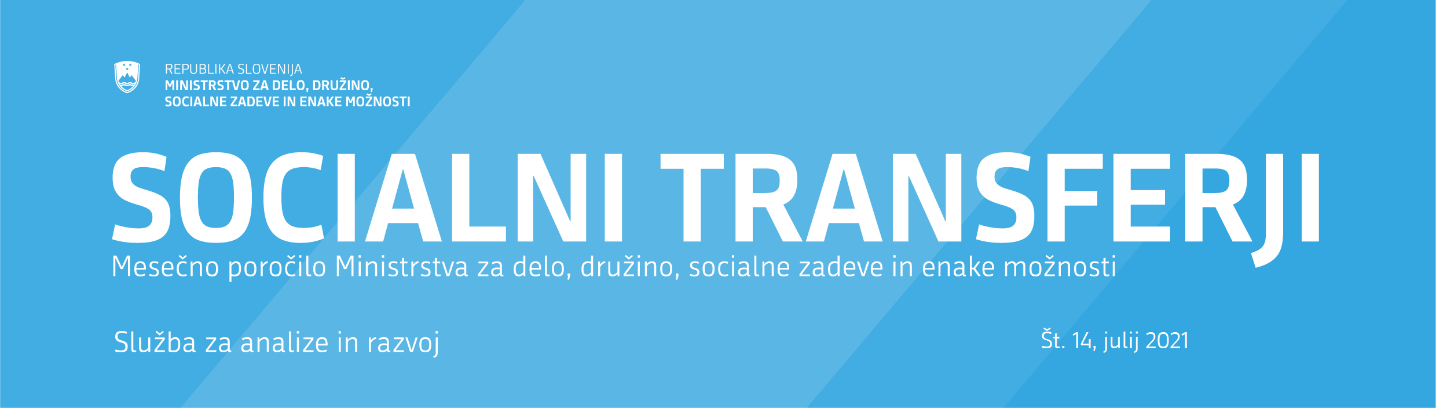 REPUBLIKA SLOVENIJA
MINISTRSTVO ZA DELO, DRUŽINO,
SOCIALNE ZADEVE IN ENAKE MOŽNOSTI
SOCIALNI TRANSFERJI
Mesečno poročilo Ministrstva za delo, družino, socialne zadeve in enake možnosti
Služba za analize in razvoj
Št. 14, julij 2021